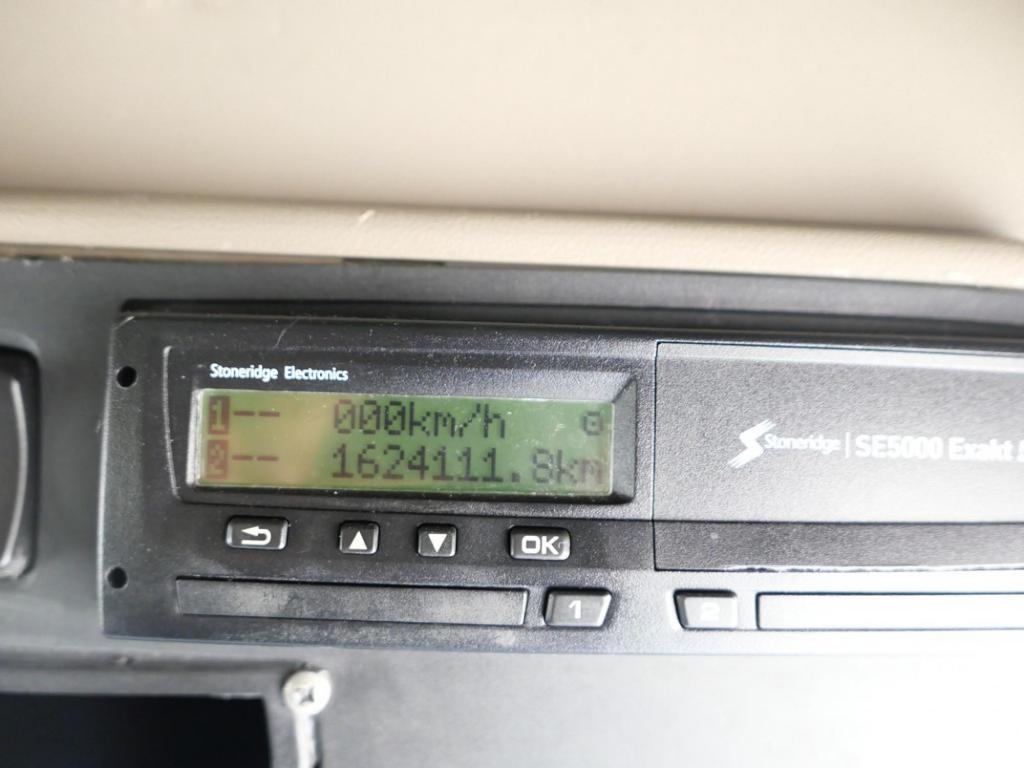 Stoneridge Electronics
1 -- 000km/h
2 -- 1624111.8km
Stoneridge | SE5000 Exakt
OK
1 2